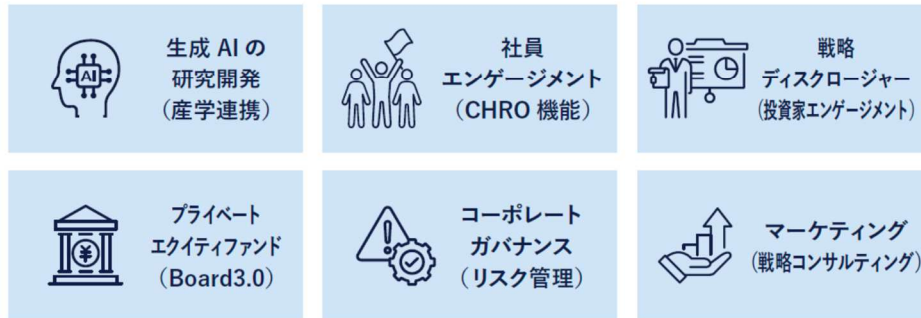 生成 AI の
研究開発
（産学連携）
社員
エンゲージメント
（CHRO 機能）
戦略
ディスクロージャー
（投資家エンゲージメント）
プライベート
エクイティファンド
（Board3.0）
コーポレート
ガバナンス
（リスク管理）
マーケティング
（戦略コンサルティング）
AI
¥